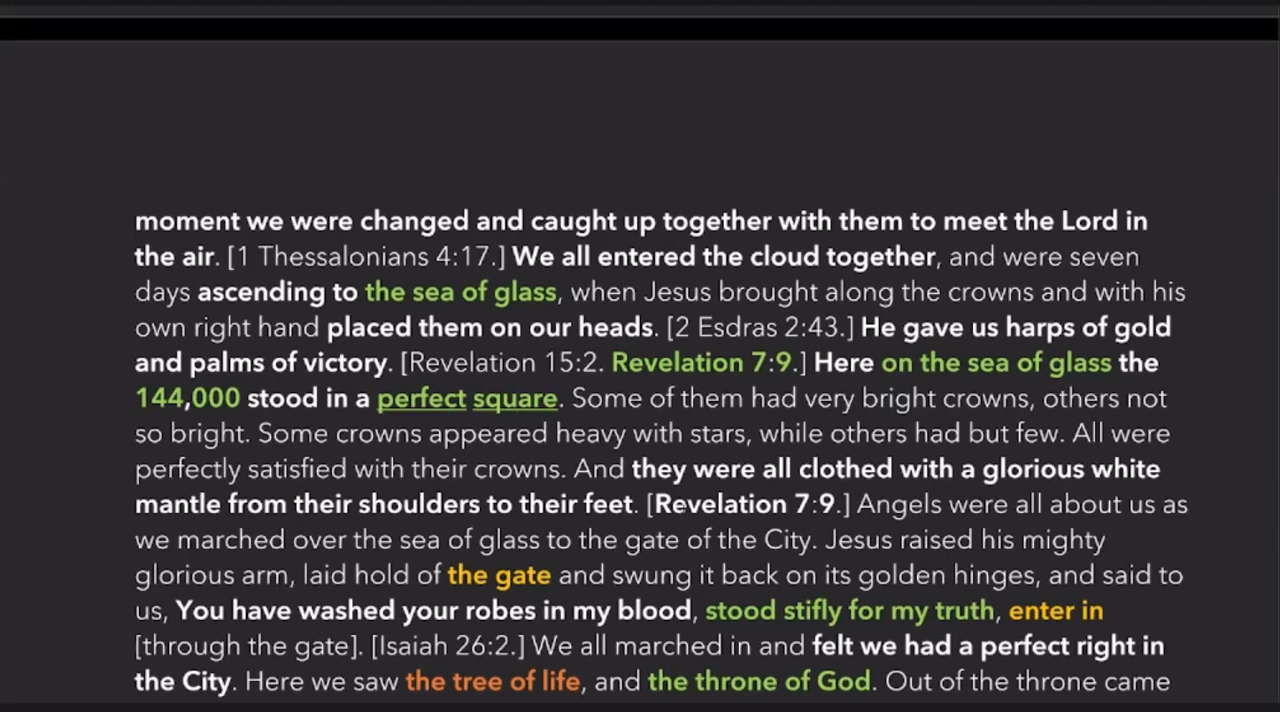 moment we were changed and caught up together with them to meet the Lord in
the air. [1 Thessalonians 4:17.] We all entered the cloud together, and were seven
days ascending to the sea of glass, when Jesus brought along the crowns and with his
own right hand placed them on our heads. [2 Esdras 2:43.] He gave us harps of gold
and palms of victory. [Revelation 15:2. Revelation 7:9.] Here on the sea of glass the
144,000 stood in a perfect square. Some of them had very bright crowns, others not
so bright. Some crowns appeared heavy with stars, while others had but few. All were
perfectly satisfied with their crowns. And they were all clothed with a glorious white
mantle from their shoulders to their feet. [Revelation 7:9.] Angels were all about us as
we marched over the sea of glass to the gate of the City. Jesus raised his mighty
glorious arm, laid hold of the gate and swung it back on its golden hinges, and said to
us, You have washed your robes in my blood, stood stifly for my truth, enter in
[through the gate]. [Isaiah 26:2.] We all marched in and felt we had a perfect right in
the City. Here we saw the tree of life, and the throne of God. Out of the throne came